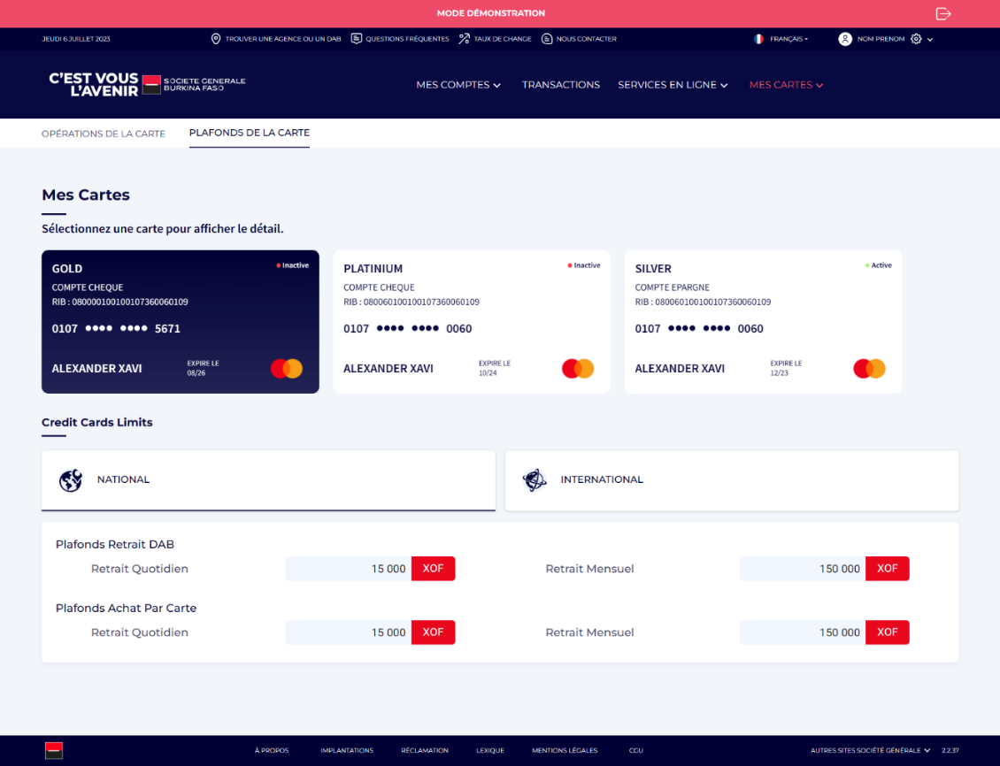 MODE DÉMONSTRATION
JEUDI 6 JUILLET 2023
TROUVER UNE AGENCE OU UN DAB
QUESTIONS FRÉQUENTES
TAUX DE CHANGE
NOUS CONTACTER
FRANÇAIS
NOM PRENOM
C'EST VOUS
L'AVENIR
SOCIETE GENERALE
BURKINA FASO
MES COMPTES
TRANSACTIONS
SERVICES EN LIGNE
MES CARTES
OPÉRATIONS DE LA CARTE
PLAFONDS DE LA CARTE
Mes Cartes
Sélectionnez une carte pour afficher le détail.
GOLD
Inactive
COMPTE CHEQUE
RIB : 080000100100107360060109
0107 •••• •••• 5671
ALEXANDER XAVI
EXPIRE LE
08/26
PLATINIUM
Inactive
COMPTE CHEQUE
RIB : 080060100100107360060109
0107 •••• •••• 0060
ALEXANDER XAVI
EXPIRE LE
10/24
SILVER
Active
COMPTE EPARGNE
RIB : 080060100100107360060109
0107 •••• •••• 0060
ALEXANDER XAVI
EXPIRE LE
12/23
Credit Cards Limits
NATIONAL
INTERNATIONAL
Plafonds Retrait DAB
Retrait Quotidien
15 000 XOF
Retrait Mensuel
150 000 XOF
Plafonds Achat Par Carte
Retrait Quotidien
15 000 XOF
Retrait Mensuel
150 000 XOF
À PROPOS
IMPLANTATIONS
RÉCLAMATION
LEXIQUE
MENTIONS LÉGALES
CGU
AUTRES SITES SOCIÉTÉ GÉNÉRALE
2.2.37